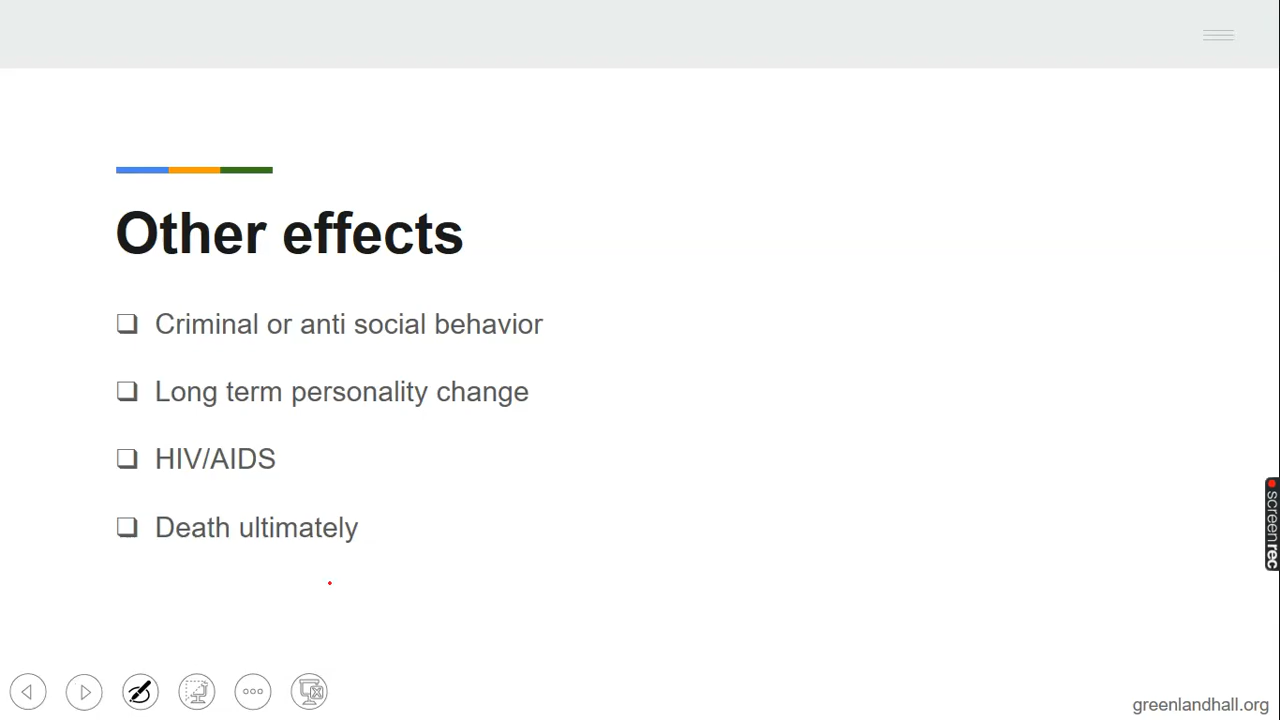 Other effects
Criminal or anti social behavior
Long term personality change
HIV/AIDS
Death ultimately
screenrec
greenlandhall.org